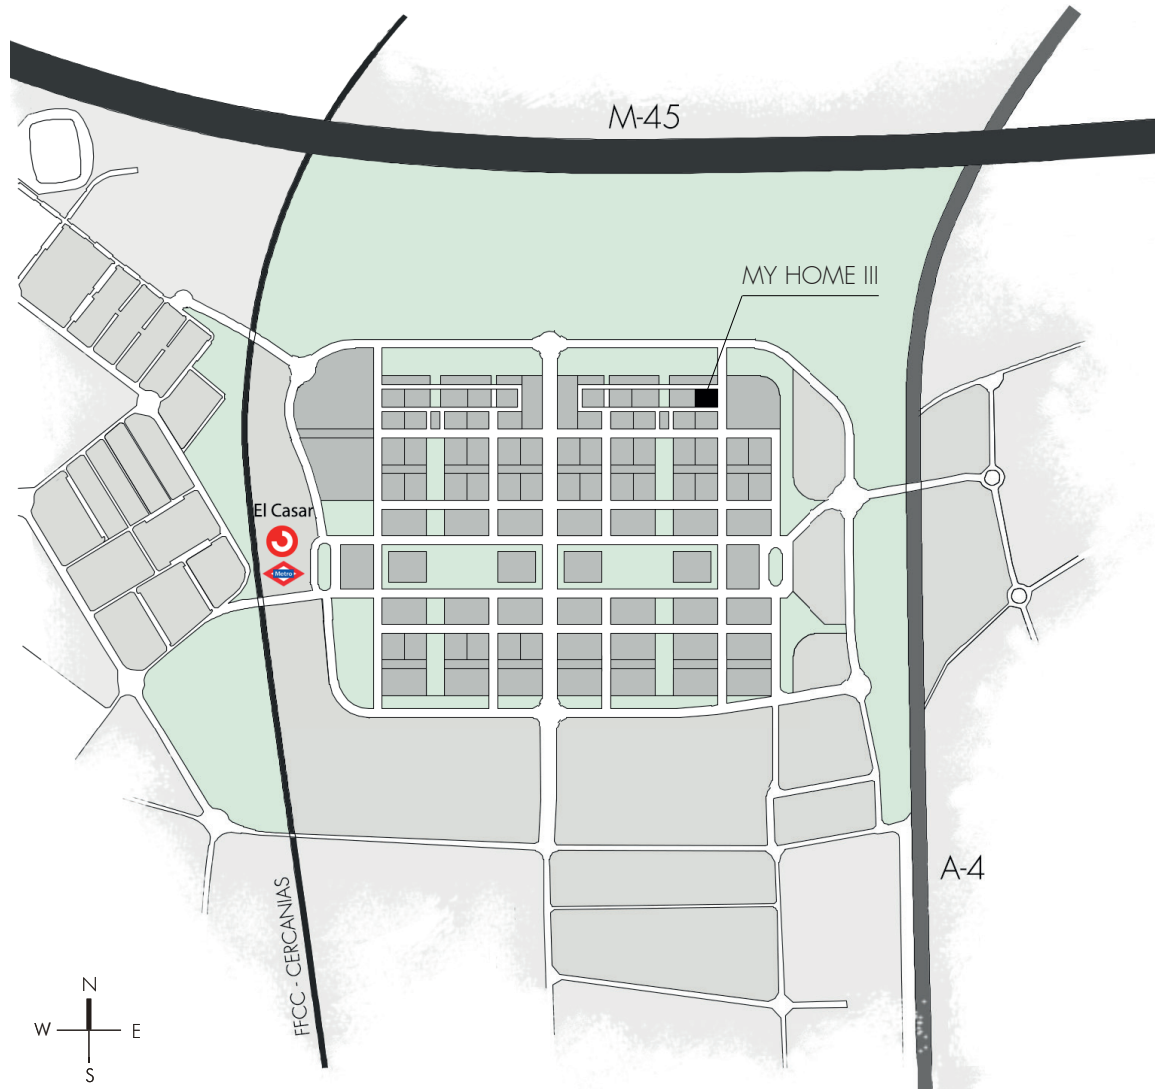 M-45
MY HOME III
El Casar
Metro
A-4
FFCC - CERCANIAS
N
W
E
S